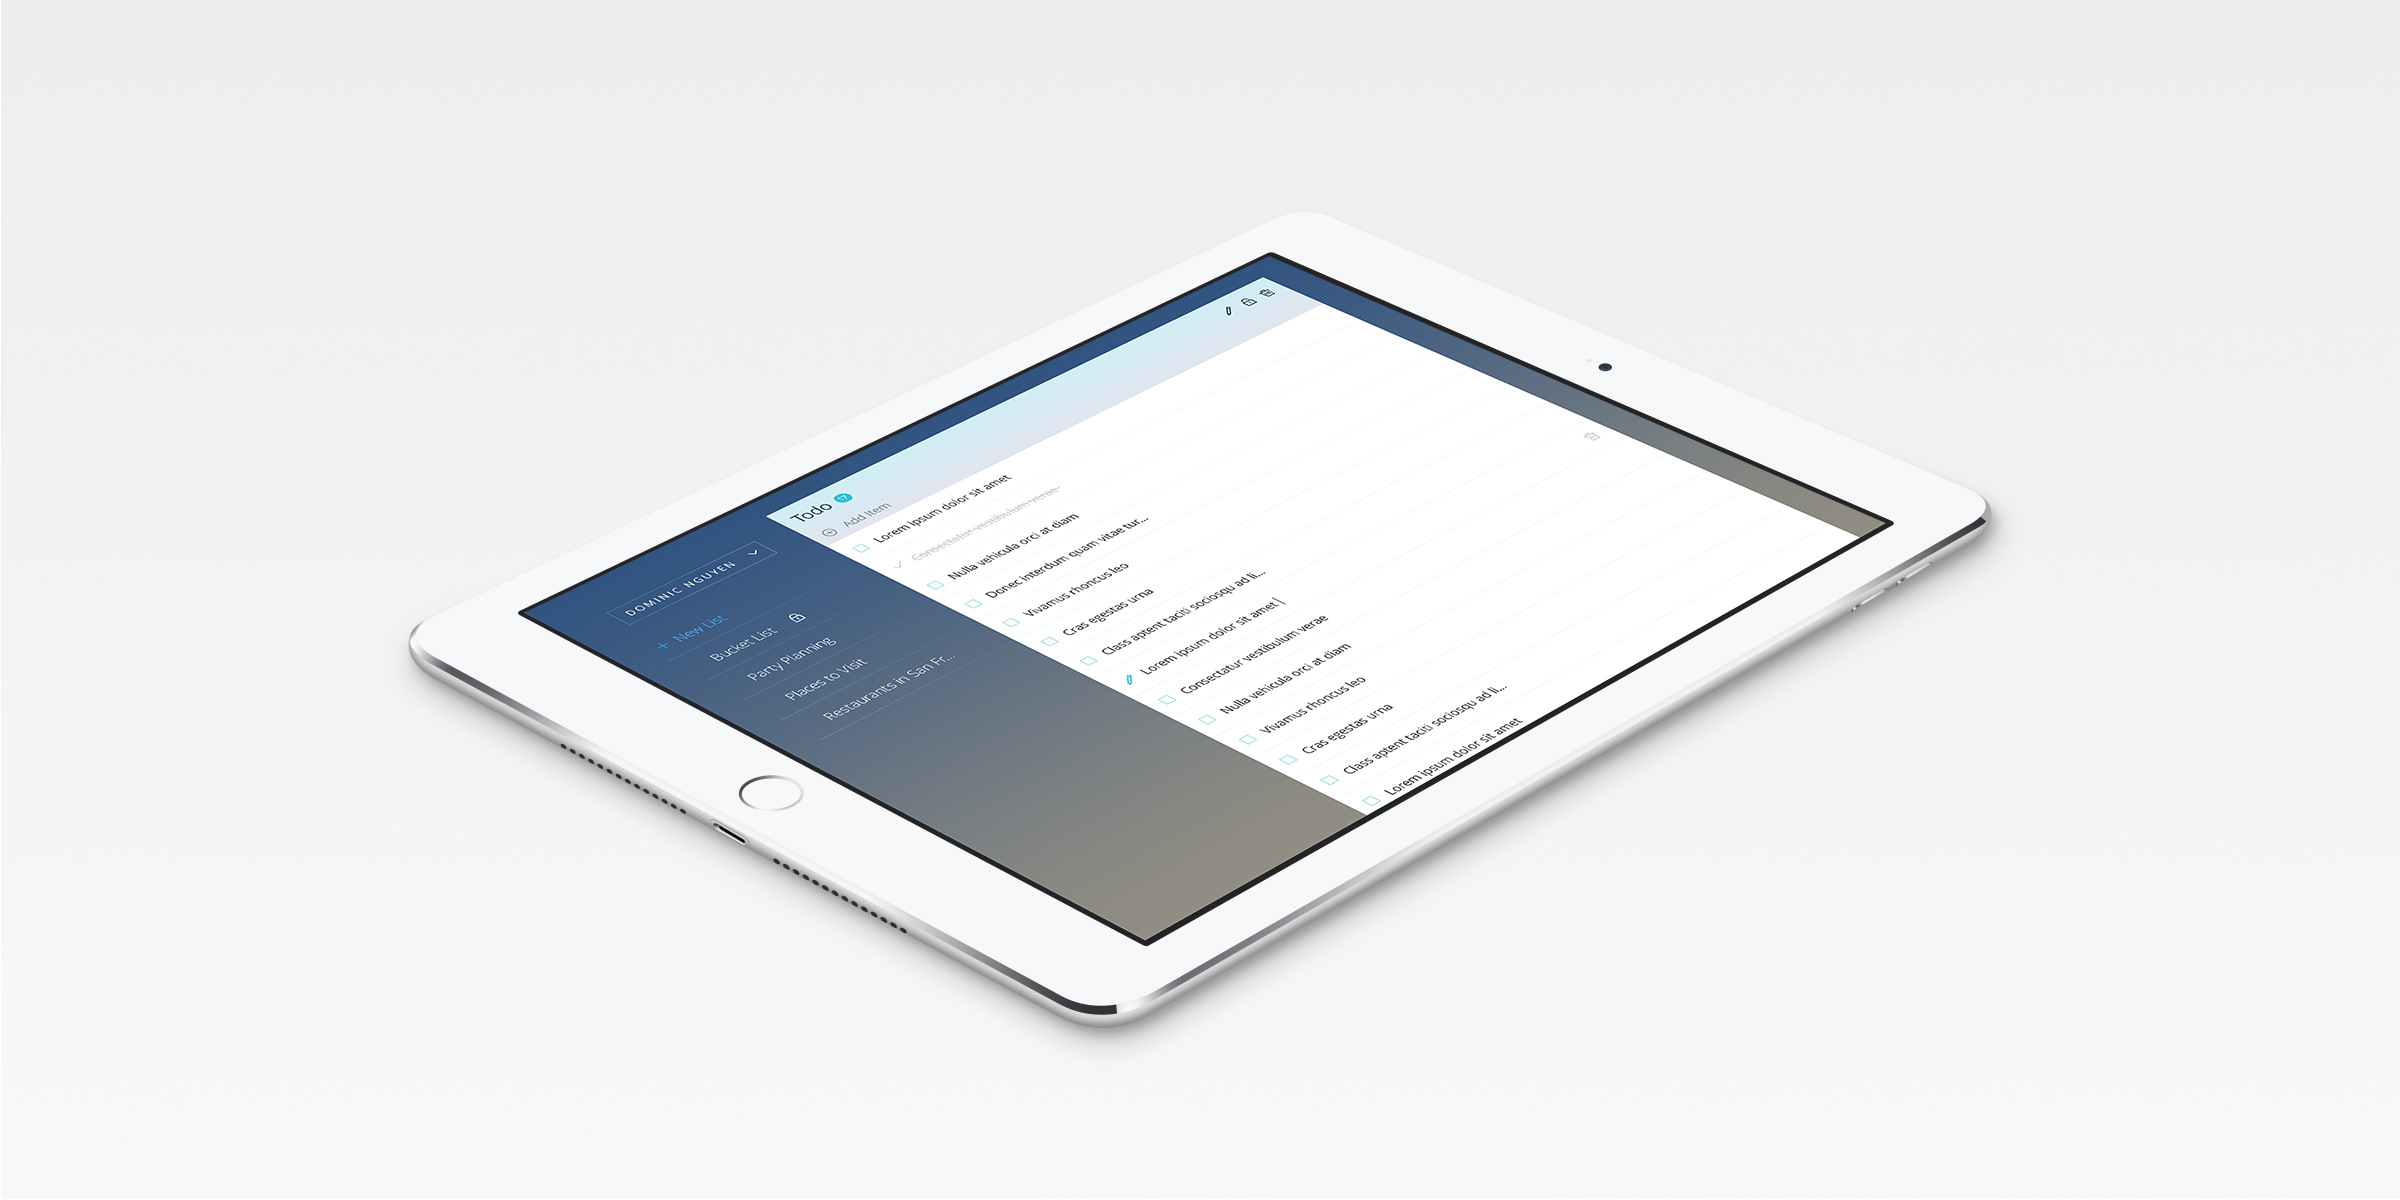 DOMINIC NGUYEN
+ New List
Bucket List
Party Planning
Places to Visit
Restaurants in San Fr...
Todo 17
Add Item
Lorem ipsum dolor sit amet
Consectatur vestibulum verae
Nulla vehicula orci at diam
Donec interdum quam vitae tur...
Vivamus rhoncus leo
Cras egestas urna
Class aptent taciti sociosqu ad li...
Lorem ipsum dolor sit amet
Consectatur vestibulum verae
Nulla vehicula orci at diam
Vivamus rhoncus leo
Cras egestas urna
Class aptent taciti sociosqu ad li...
Lorem ipsum dolor sit amet